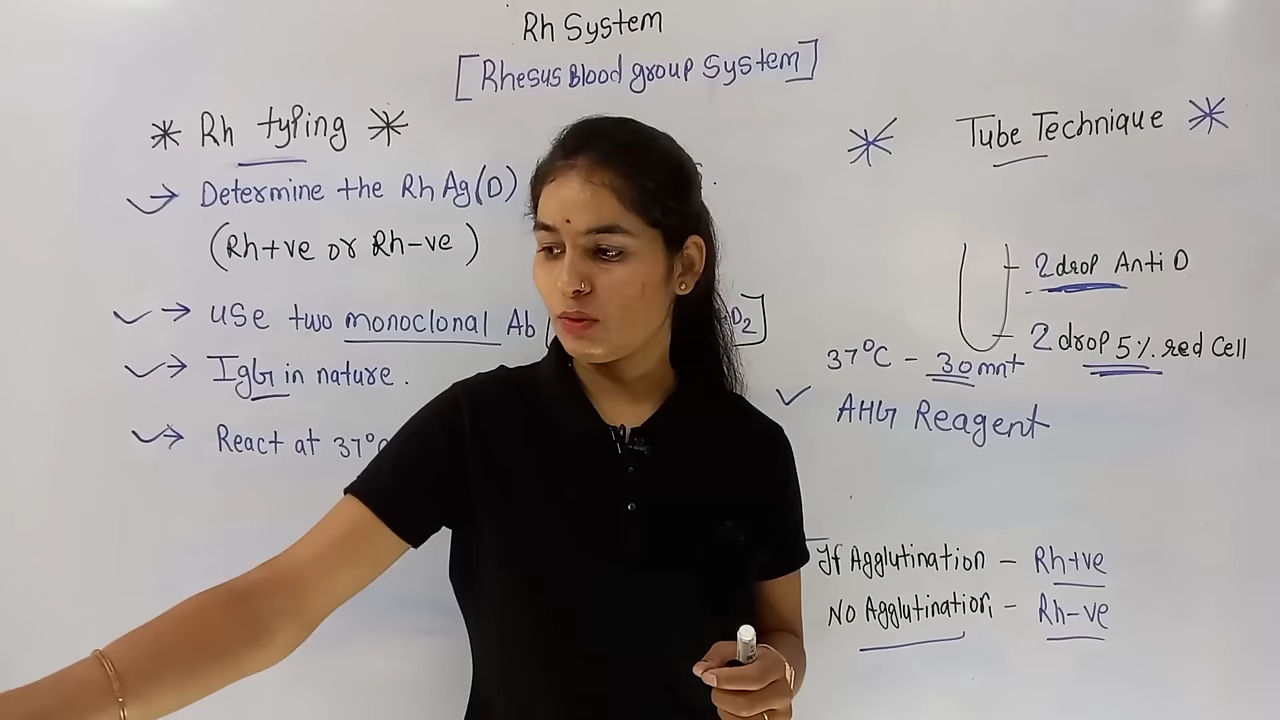 Rh System
[Rhesus Blood group System]
* Rh typing *
→ Determine the Rh Ag(D)
(Rh+ve or Rh-ve)
→ Use two monoclonal Ab
D2]
→ IgG in nature.
→ React at 37°
* Tube Technique *
2 drop Anti D
2 drop 5% red Cell
37°C - 30 mnt
AHG Reagent
If Agglutination - Rh+ve
No Agglutination, - Rh-ve